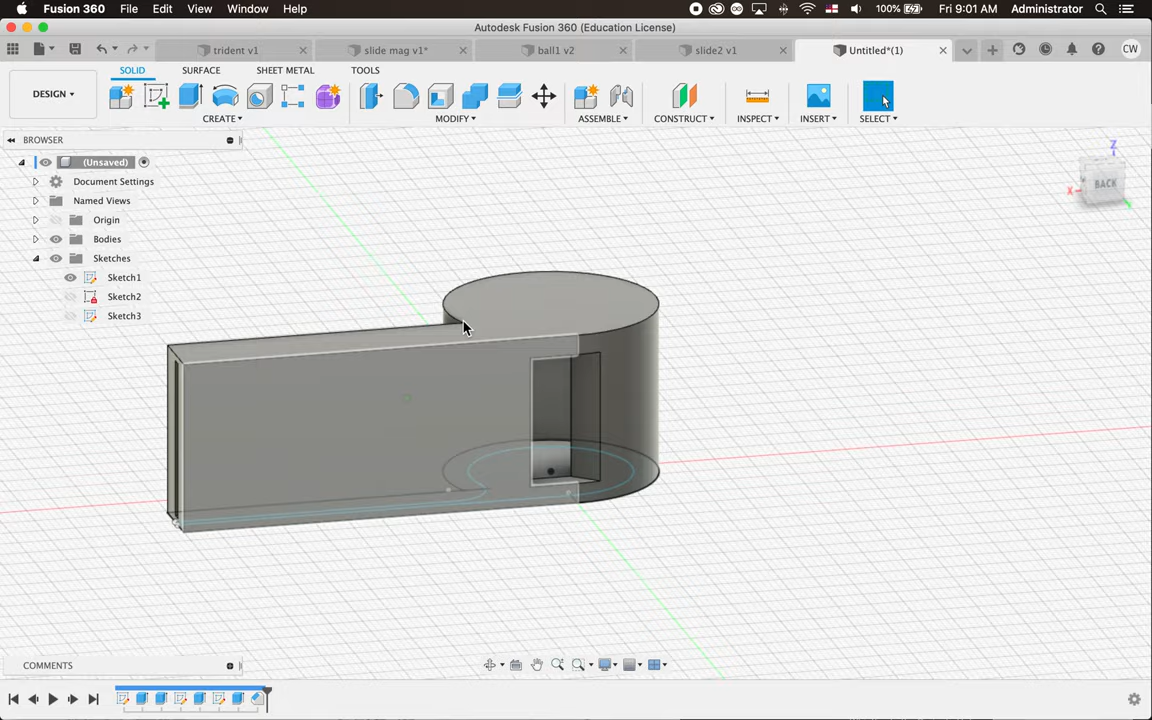 Fusion 360 File Edit View Window Help 100% Fri 9:01 AM Administrator
Autodesk Fusion 360 (Education License)
trident v1 slide mag v1* ball1 v2 slide2 v1 Untitled*(1) CW
SOLID SURFACE SHEET METAL TOOLS
DESIGN
CREATE MODIFY ASSEMBLE CONSTRUCT INSPECT INSERT SELECT
BROWSER
(Unsaved)
Document Settings
Named Views
Origin
Bodies
Sketches
Sketch1
Sketch2
Sketch3
Z
BACK
X
COMMENTS